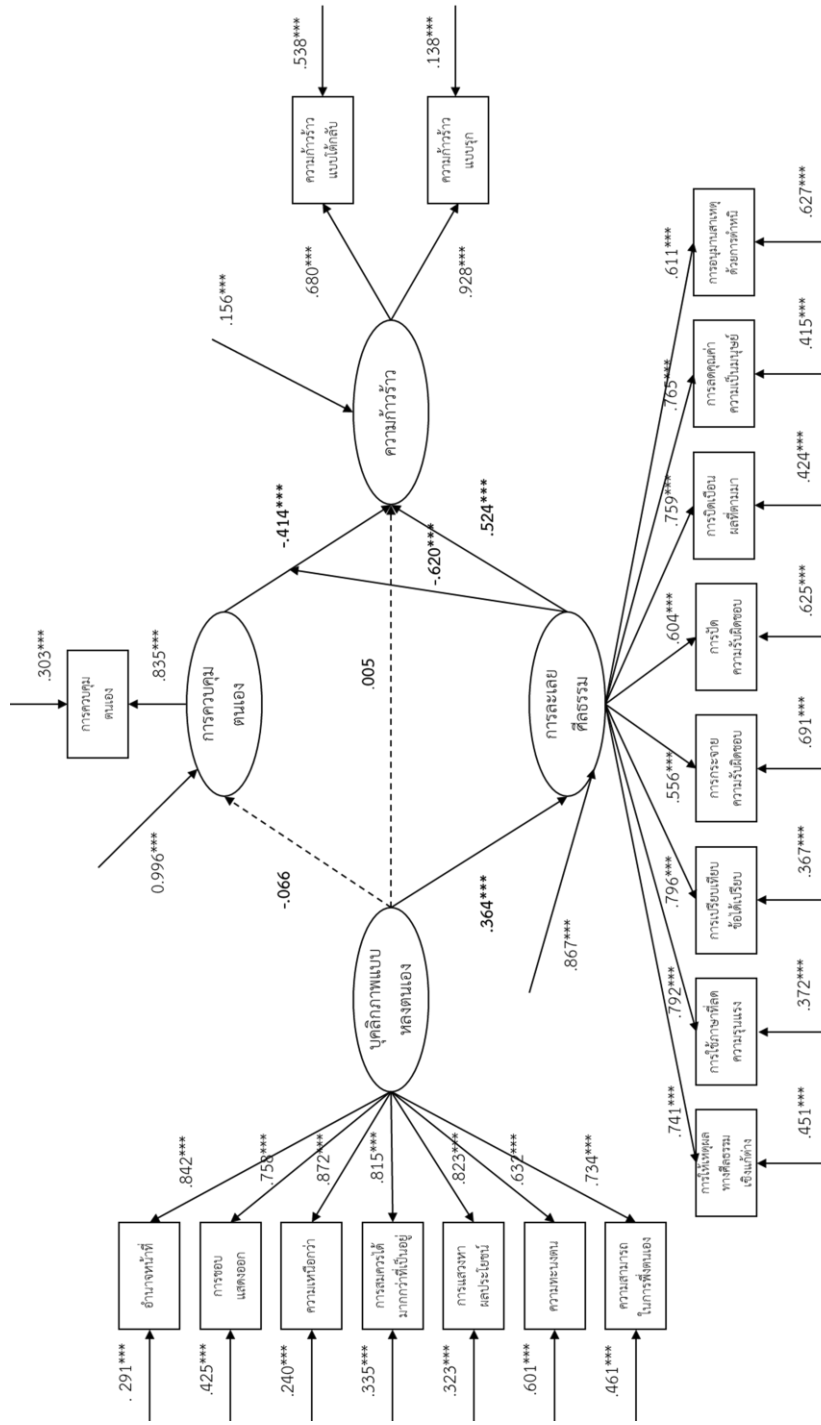 .291***
อำนาจหน้าที่
.842***
.425***
การชอบ
แสดงออก
.758***
.240***
ความเหนือกว่า
.872***
.335***
การสมควรได้
มากกว่าที่เป็นอยู่
.815***
.323***
การแสวงหา
ผลประโยชน์
.823***
.601***
ความทะนงตน
.632***
.461***
ความสามารถ
ในการพึ่งตนเอง
.734***
บุคลิกภาพแบบ
หลงตนเอง
-.066
.005
.364***
0.996***
การควบคุม
ตนเอง
.835***
.303***
การควบคุม
ตนเอง
-.414***
-.620***
.524***
.156***
ความก้าวร้าว
.680***
ความก้าวร้าว
แบบโต้กลับ
.538***
.928***
ความก้าวร้าว
แบบรุก
.138***
.867***
การละเลย
ศีลธรรม
.741***
.792***
.796***
.556***
.604***
.759***
.765***
.611***
การให้เหตุผล
ทางศีลธรรม
เชิงแก้ต่าง
การใช้ภาษาที่ลด
ความรุนแรง
การเปรียบเทียบ
ข้อได้เปรียบ
การกระจาย
ความรับผิดชอบ
การปัด
ความรับผิดชอบ
การบิดเบือน
ผลที่ตามมา
การลดคุณค่า
ความเป็นมนุษย์
การอนุมานสาเหตุ
ด้วยการตำหนิ
.451***
.372***
.367***
.691***
.625***
.424***
.415***
.627***